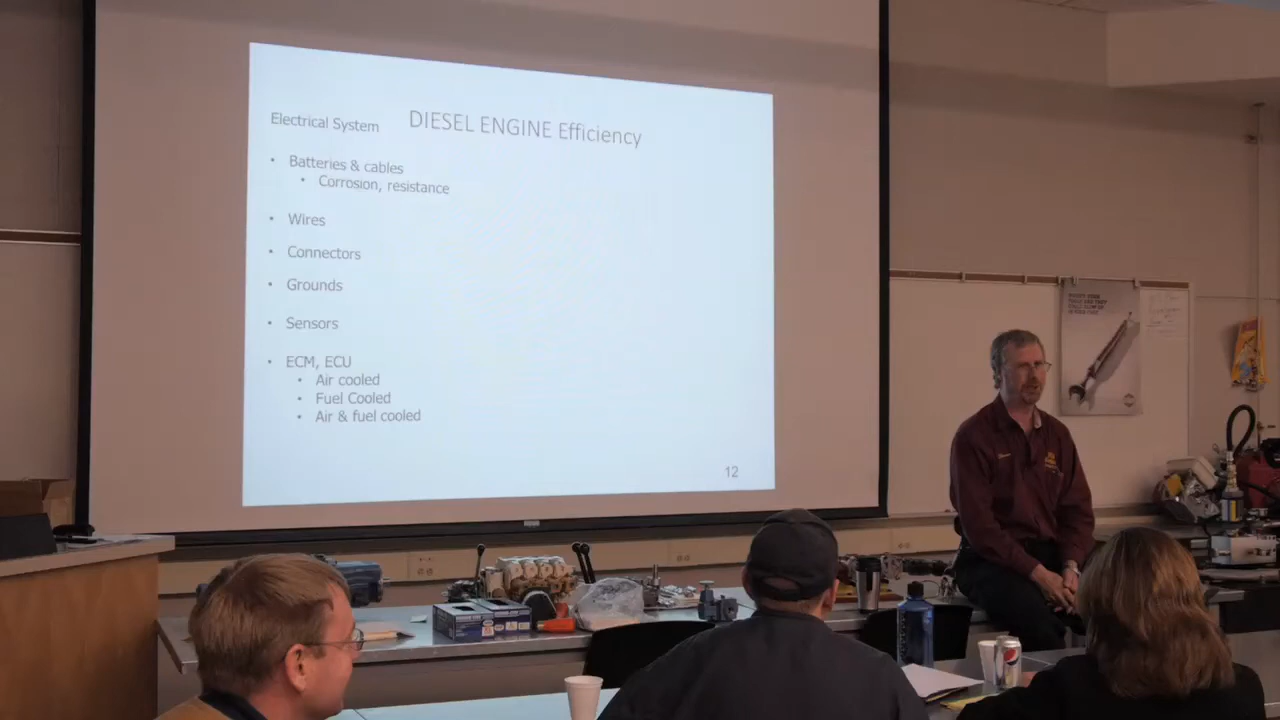 Electrical System
DIESEL ENGINE Efficiency
• Batteries & cables
• Corrosion, resistance
• Wires
• Connectors
• Grounds
• Sensors
• ECM, ECU
• Air cooled
• Fuel Cooled
• Air & fuel cooled
12